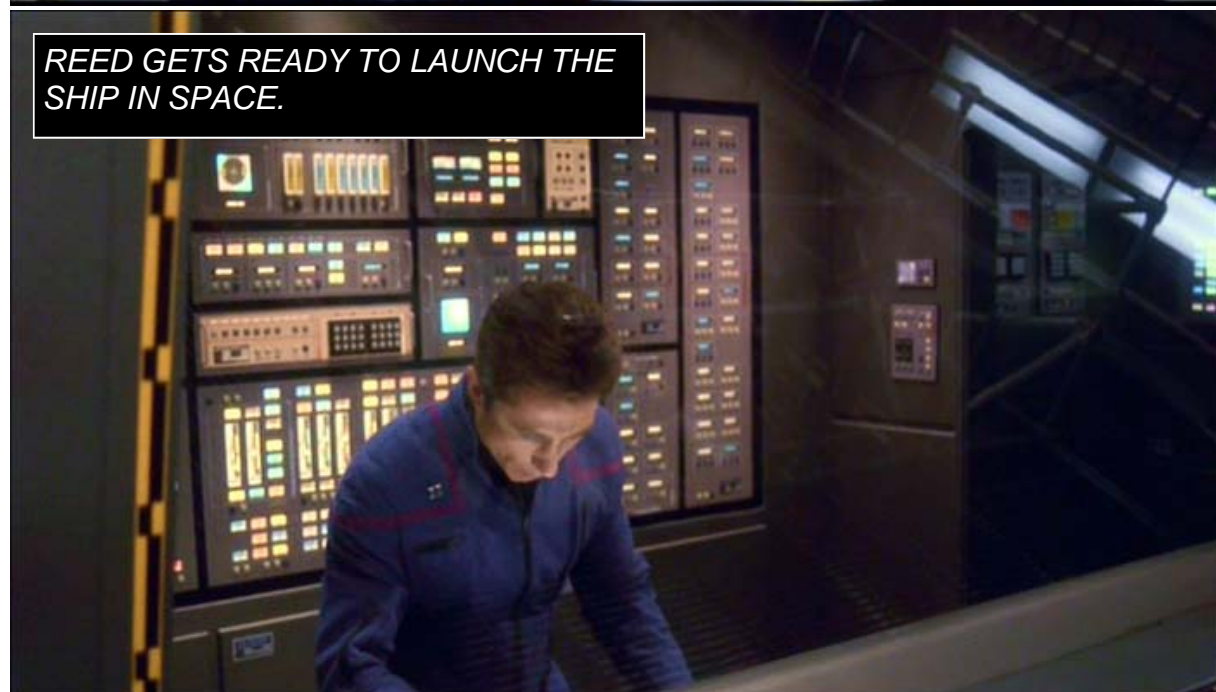 REED GETS READY TO LAUNCH THE
SHIP IN SPACE.